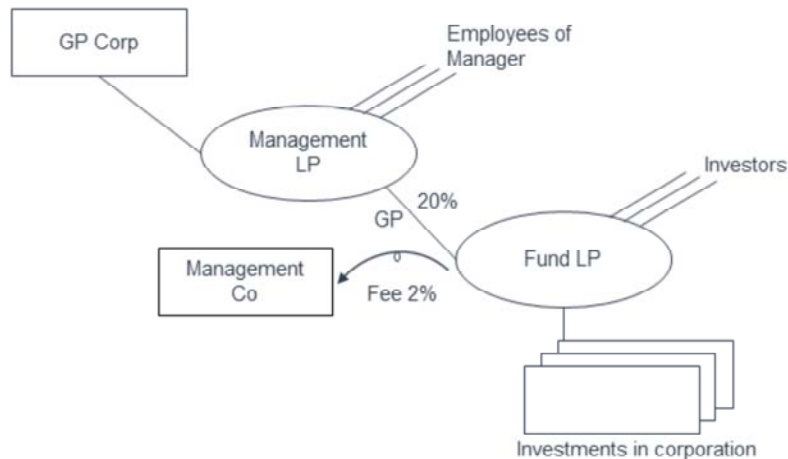 GP Corp
Employees of
Manager
Management
LP
Investors
20%
GP
Fund LP
Management
Co
Fee 2%
Investments in corporation